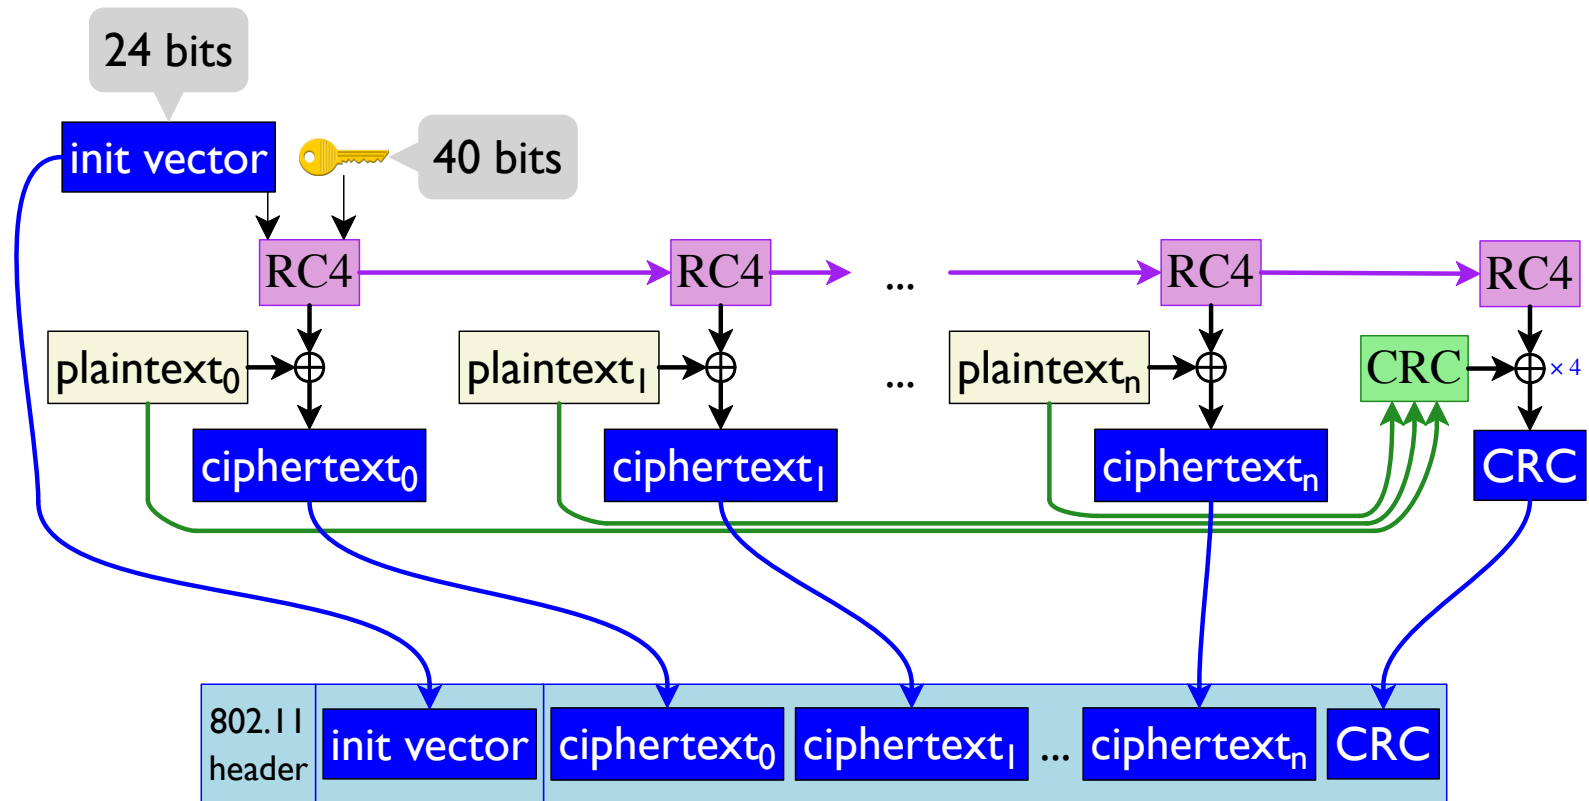 24 bits
init vector
40 bits
RC4 RC4 ... RC4 RC4
plaintext₀ plaintext₁ ... plaintextₙ CRC × 4
ciphertext₀ ciphertext₁ ciphertextₙ CRC
802.11
header
init vector ciphertext₀ ciphertext₁ ... ciphertextₙ CRC